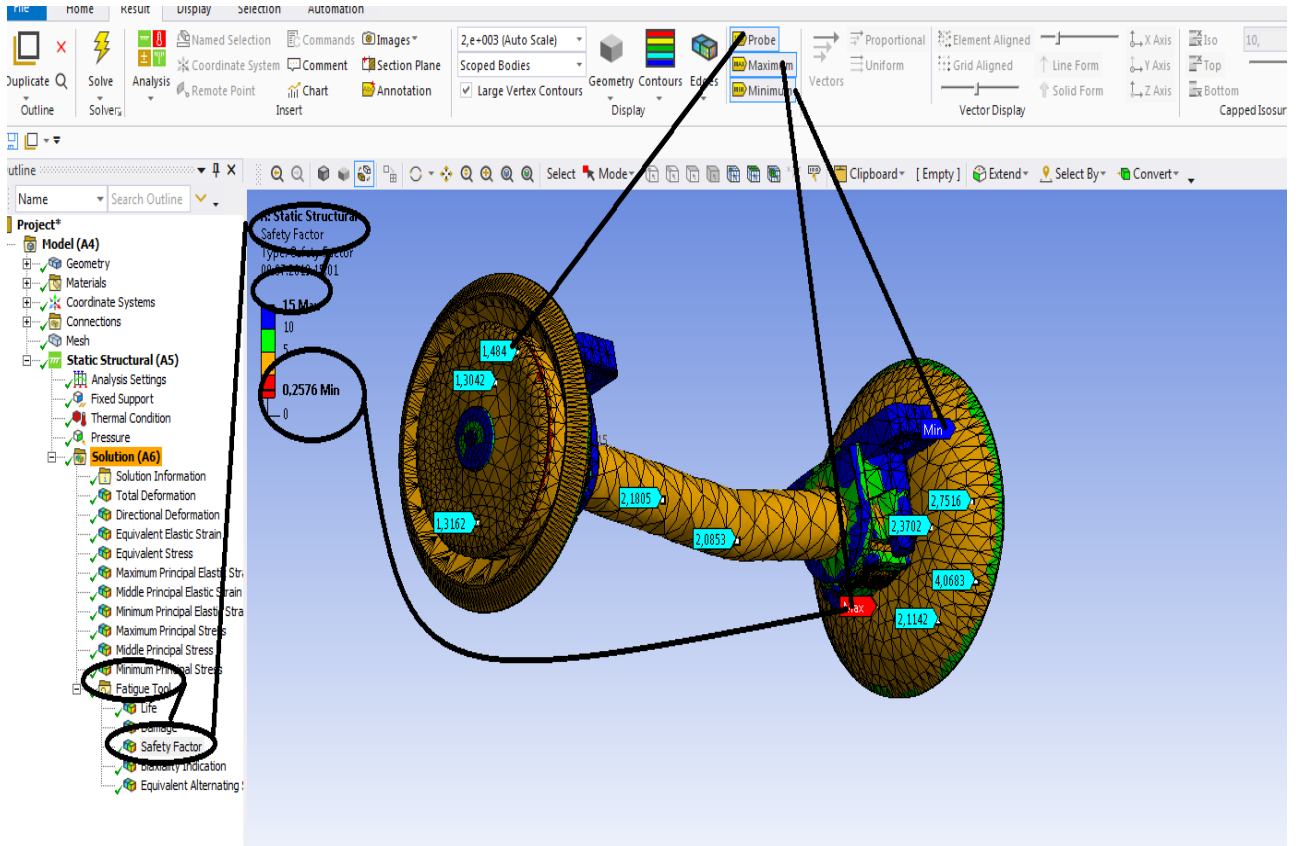 File Home Result Display Selection Automation
Duplicate
Outline
Solve
Solver
Analysis
Named Selection
Coordinate System
Remote Point
Commands
Comment
Chart
Images
Section Plane
Annotation
Insert
2,e+003 (Auto Scale)
Scoped Bodies
Large Vertex Contours
Geometry Contours Edges
Display
Probe
Maximum
Minimum
Vectors
Proportional
Uniform
Element Aligned
Grid Aligned
Line Form
Solid Form
X Axis
Y Axis
Z Axis
Vector Display
Iso
Top
Bottom
10,
Capped Isosur
utline
Name Search Outline
Select Mode Clipboard [ Empty ] Extend Select By Convert
Project*
Model (A4)
Geometry
Materials
Coordinate Systems
Connections
Mesh
Static Structural (A5)
Analysis Settings
Fixed Support
Thermal Condition
Pressure
Solution (A6)
Solution Information
Total Deformation
Directional Deformation
Equivalent Elastic Strain
Equivalent Stress
Maximum Principal Elastic Str
Middle Principal Elastic Strain
Minimum Principal Elastic Stra
Maximum Principal Stress
Middle Principal Stress
Minimum Principal Stress
Fatigue Tool
Life
Damage
Safety Factor
Biaxiality Indication
Equivalent Alternating S
A: Static Structural
Safety Factor
Type: Safety Factor
15 Max
10
5
0,2576 Min
0
1,484
1,3042
1,3162
15
2,1805
2,0853
Min
2,7516
2,3702
4,0683
Max
2,1142